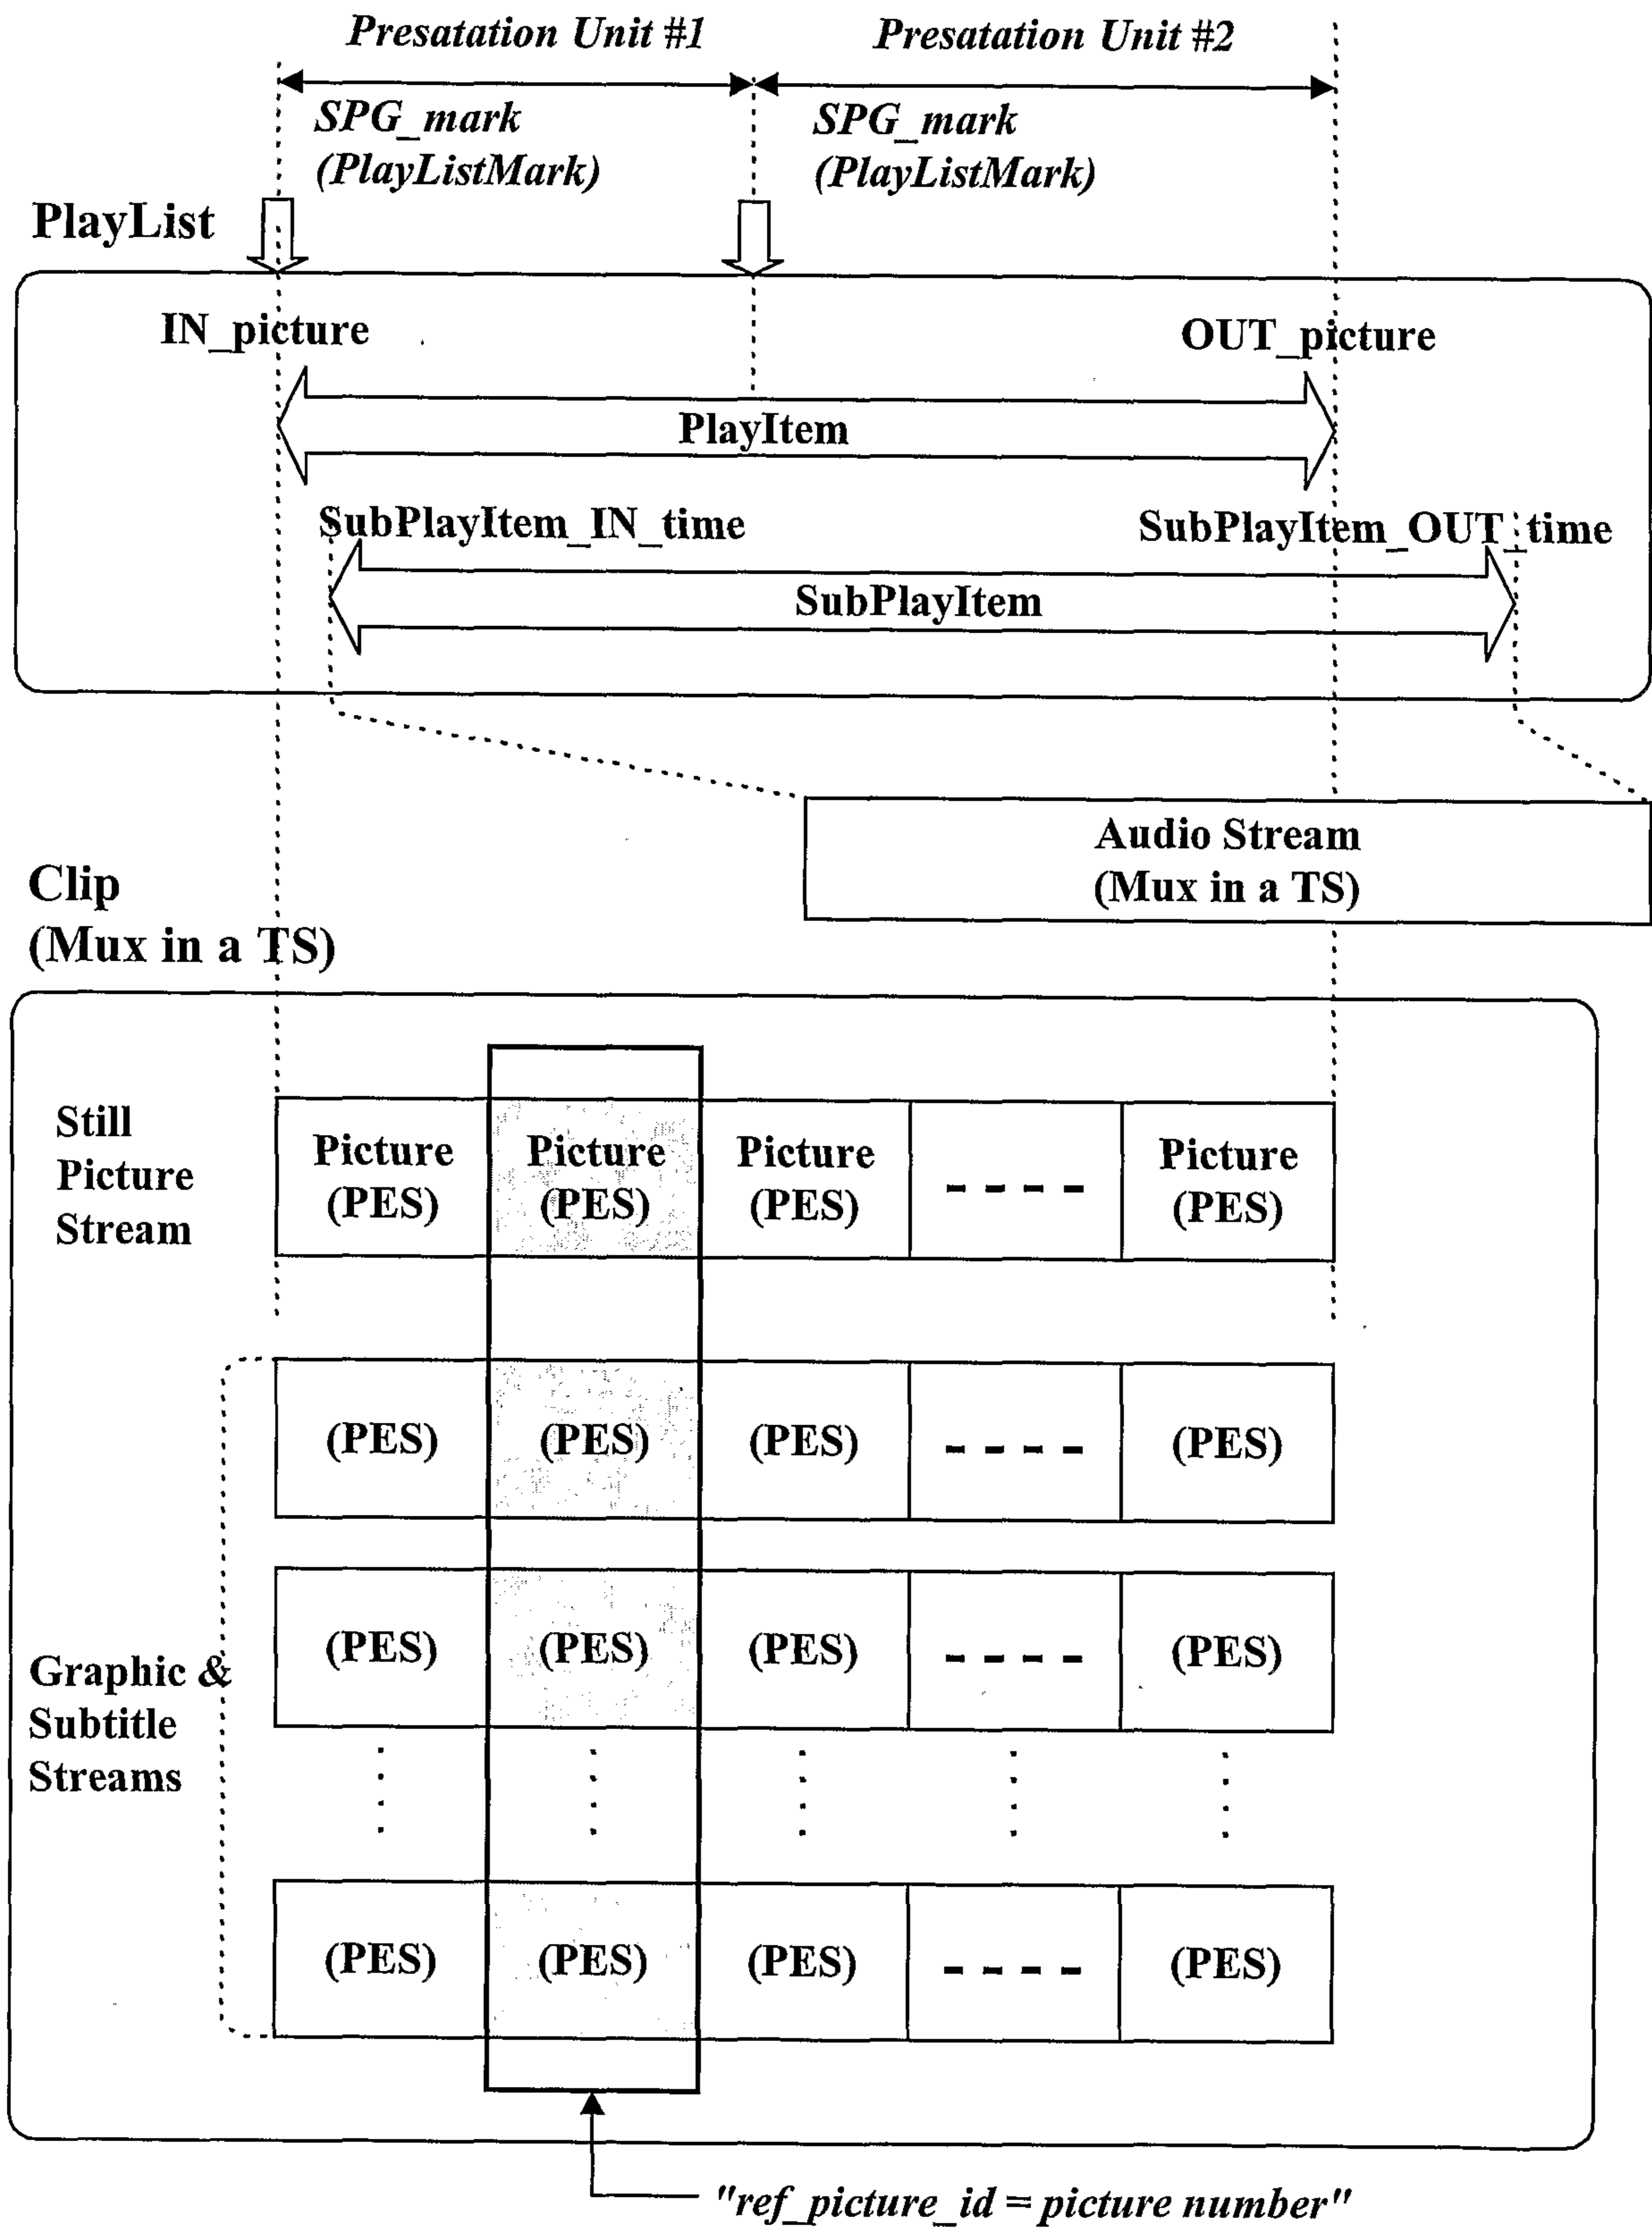 Presatation Unit #1
Presatation Unit #2
SPG_mark
(PlayListMark)
SPG_mark
(PlayListMark)
PlayList
IN_picture
OUT_picture
PlayItem
SubPlayItem_IN_time
SubPlayItem_OUT_time
SubPlayItem
Audio Stream
(Mux in a TS)
Clip
(Mux in a TS)
Still
Picture
Stream
Picture
(PES)
Picture
(PES)
Picture
(PES)
- - - -
Picture
(PES)
(PES)
(PES)
(PES)
- - - -
(PES)
Graphic &
Subtitle
Streams
(PES)
(PES)
(PES)
- - - -
(PES)
(PES)
(PES)
(PES)
- - - -
(PES)
"ref_picture_id = picture number"